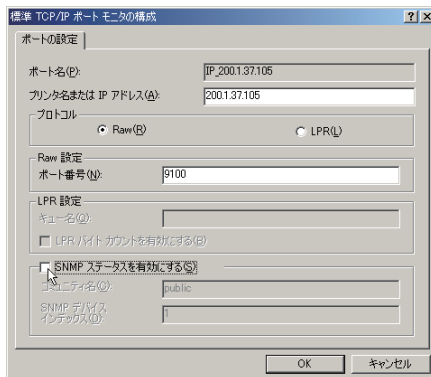 標準 TCP/IP ポート モニタの構成
ポートの設定
ポート名(P): IP_200.1.37.105
プリンタ名または IP アドレス(A): 200.1.37.105
プロトコル
Raw(R) LPR(L)
Raw 設定
ポート番号(N): 9100
LPR 設定
キュー名(Q):
LPR バイト カウントを有効にする(B)
SNMP ステータスを有効にする(S)
コミュニティ名(C): public
SNMP デバイス
インデックス(D): 1
OK キャンセル